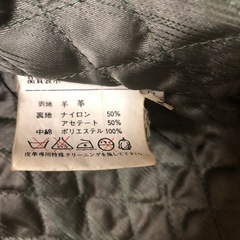 品質表示
表地 羊革
裏地 ナイロン 50%
アセテート 50%
中綿 ポリエステル 100%
皮革専用特殊クリーニングを施して下さい